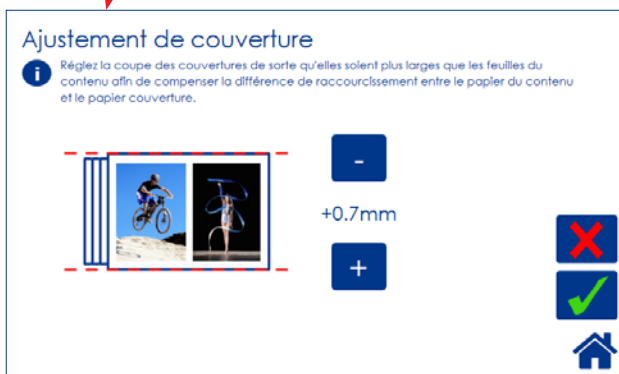 Ajustement de couverture
i
Réglez la coupe des couvertures de sorte qu'elles soient plus larges que les feuilles du
contenu afin de compenser la différence de raccourcissement entre le papier du contenu
et le papier couverture.
-
+0.7mm
+